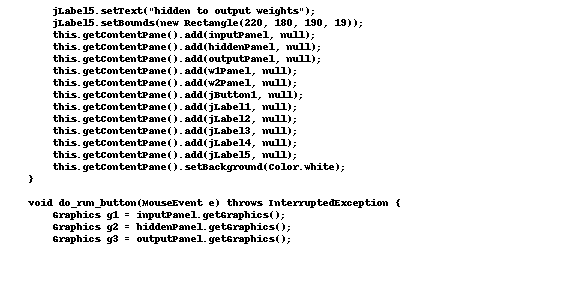 jLabel5.setText("hidden to output weights");
jLabel5.setBounds(new Rectangle(220, 180, 190, 19));
this.getContentPane().add(inputPanel, null);
this.getContentPane().add(hiddenPanel, null);
this.getContentPane().add(outputPanel, null);
this.getContentPane().add(w1Panel, null);
this.getContentPane().add(w2Panel, null);
this.getContentPane().add(jButton1, null);
this.getContentPane().add(jLabel1, null);
this.getContentPane().add(jLabel2, null);
this.getContentPane().add(jLabel3, null);
this.getContentPane().add(jLabel4, null);
this.getContentPane().add(jLabel5, null);
this.getContentPane().setBackground(Color.white);
}
void do_run_button(MouseEvent e) throws InterruptedException {
Graphics g1 = inputPanel.getGraphics();
Graphics g2 = hiddenPanel.getGraphics();
Graphics g3 = outputPanel.getGraphics();